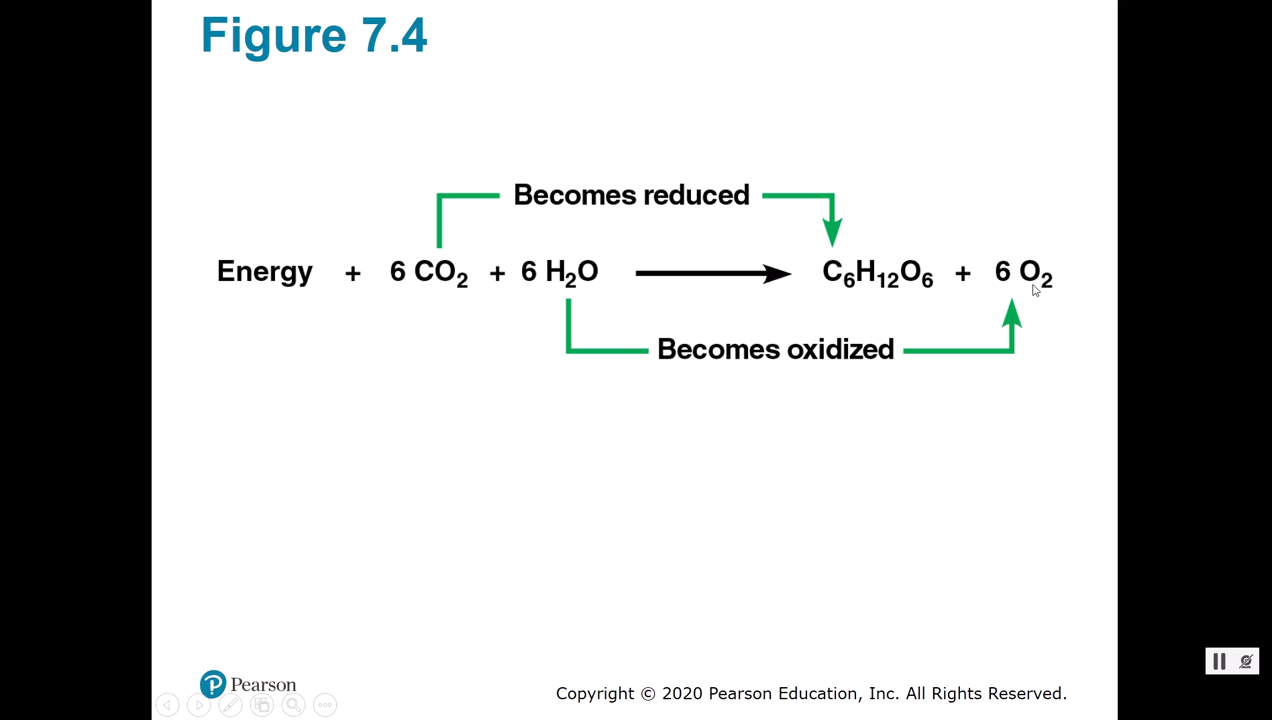 Figure 7.4
Becomes reduced
Energy + 6 CO₂ + 6 H₂O ⟶ C₆H₁₂O₆ + 6 O₂
Becomes oxidized
P Pearson
Copyright © 2020 Pearson Education, Inc. All Rights Reserved.